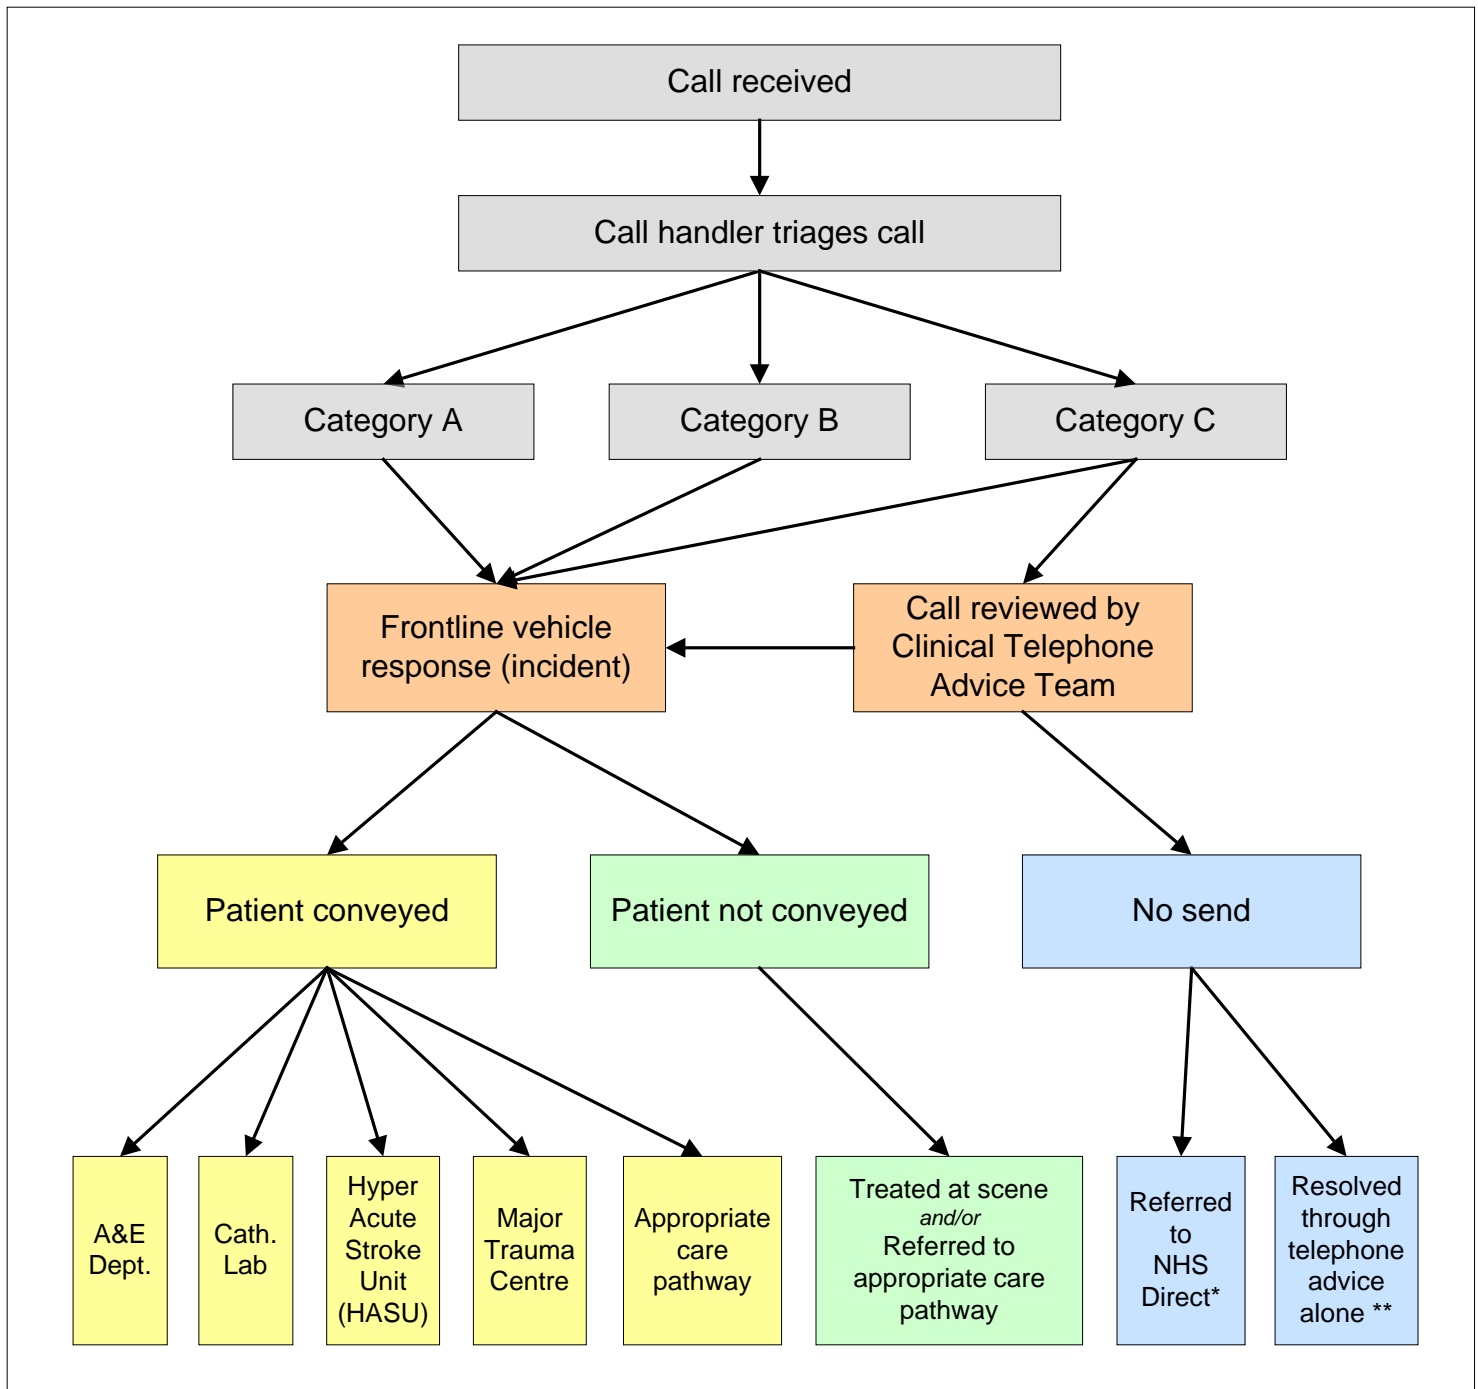 Call received
Call handler triages call
Category A
Category B
Category C
Frontline vehicle
response (incident)
Call reviewed by
Clinical Telephone
Advice Team
Patient conveyed
Patient not conveyed
No send
A&E
Dept.
Cath.
Lab
Hyper
Acute
Stroke
Unit
(HASU)
Major
Trauma
Centre
Appropriate
care
pathway
Treated at scene
and/or
Referred to
appropriate care
pathway
Referred
to
NHS
Direct*
Resolved
through
telephone
advice
alone **